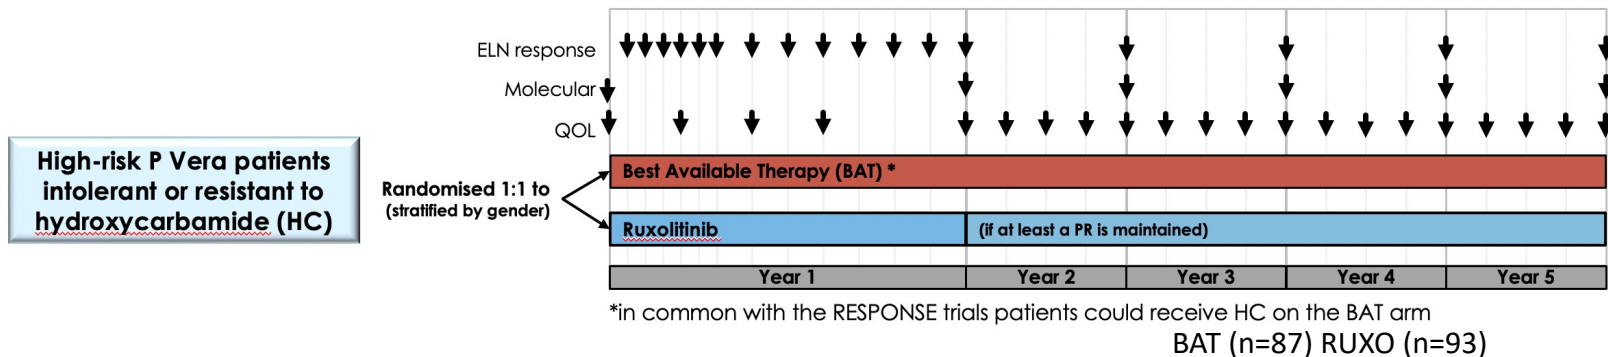 ELN response
Molecular
QOL
High-risk P Vera patients
intolerant or resistant to
hydroxycarbamide (HC)
Randomised 1:1 to
(stratified by gender)
Best Available Therapy (BAT) *
Ruxolitinib
(if at least a PR is maintained)
Year 1
Year 2
Year 3
Year 4
Year 5
*in common with the RESPONSE trials patients could receive HC on the BAT arm
BAT (n=87) RUXO (n=93)